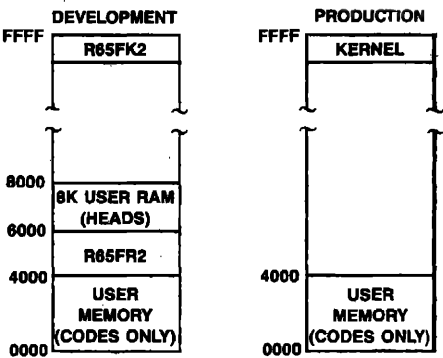 DEVELOPMENT
FFFF
R65FK2
8000
8K USER RAM
(HEADS)
6000
R65FR2
4000
USER
MEMORY
(CODES ONLY)
0000
PRODUCTION
FFFF
KERNEL
4000
USER
MEMORY
(CODES ONLY)
0000